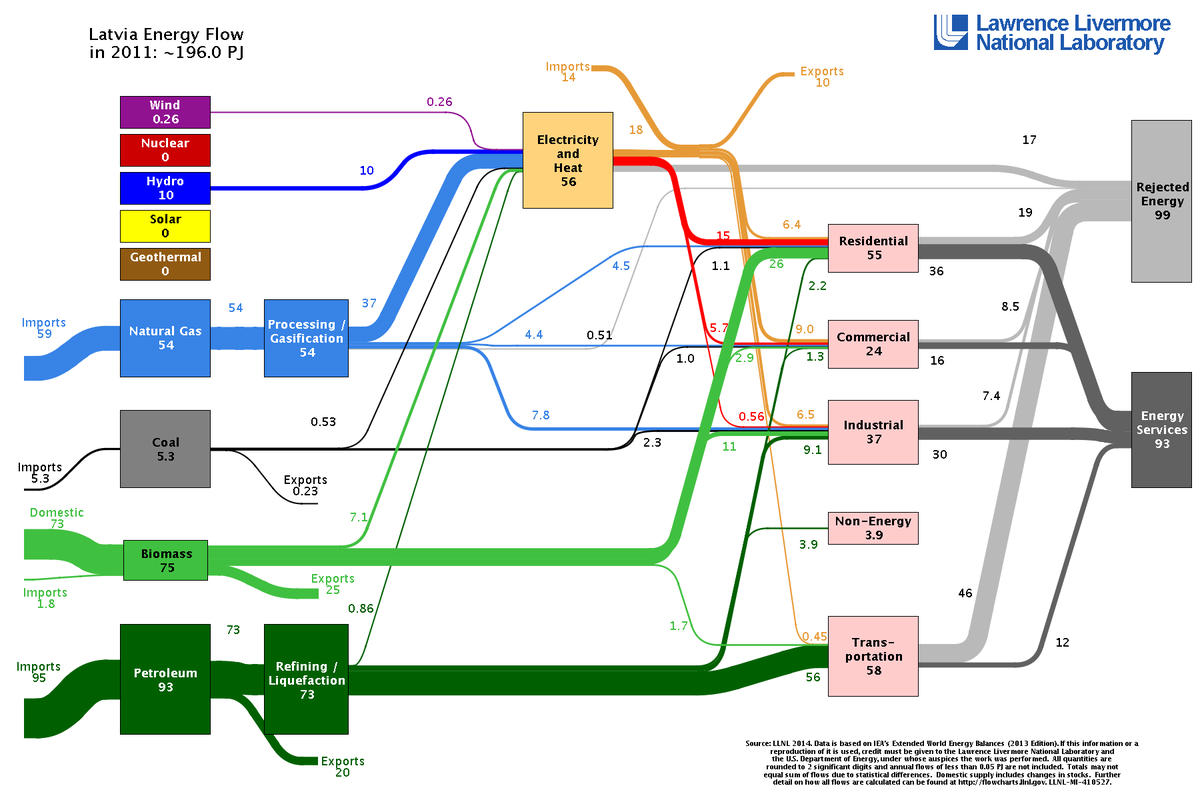 Latvia Energy Flow
in 2011: ~196.0 PJ
Lawrence Livermore
National Laboratory
Imports
14
Exports
10
Wind
0.26
0.26
Nuclear
0
Hydro
10
10
Solar
0
Geothermal
0
Electricity
and
Heat
56
18
17
Rejected
Energy
99
Imports
59
Natural Gas
54
54
Processing /
Gasification
54
37
4.5
4.4
0.51
7.8
15
1.1
6.4
26
Residential
55
19
36
2.2
5.7
1.0
2.9
9.0
1.3
Commercial
24
8.5
16
Imports
5.3
Coal
5.3
0.53
Exports
0.23
2.3
0.56
11
6.5
9.1
Industrial
37
7.4
30
Energy
Services
93
Domestic
73
Imports
1.8
Biomass
75
7.1
Exports
25
1.7
3.9
Non-Energy
3.9
Imports
95
Petroleum
93
73
Refining /
Liquefaction
73
0.86
Exports
20
0.45
56
Trans-
portation
58
46
12
Source: LLNL 2014. Data is based on IEA's Extended World Energy Balances (2013 Edition). If this information or a
reproduction of it is used, credit must be given to the Lawrence Livermore National Laboratory and
the U.S. Department of Energy, under whose auspices the work was performed. All quantities are
rounded to 2 significant digits and annual flows of less than 0.05 PJ are not included. Totals may not
equal sum of flows due to statistical differences. Domestic supply includes changes in stocks. Further
detail on how all flows are calculated can be found at http://flowcharts.llnl.gov. LLNL-MI-410527.